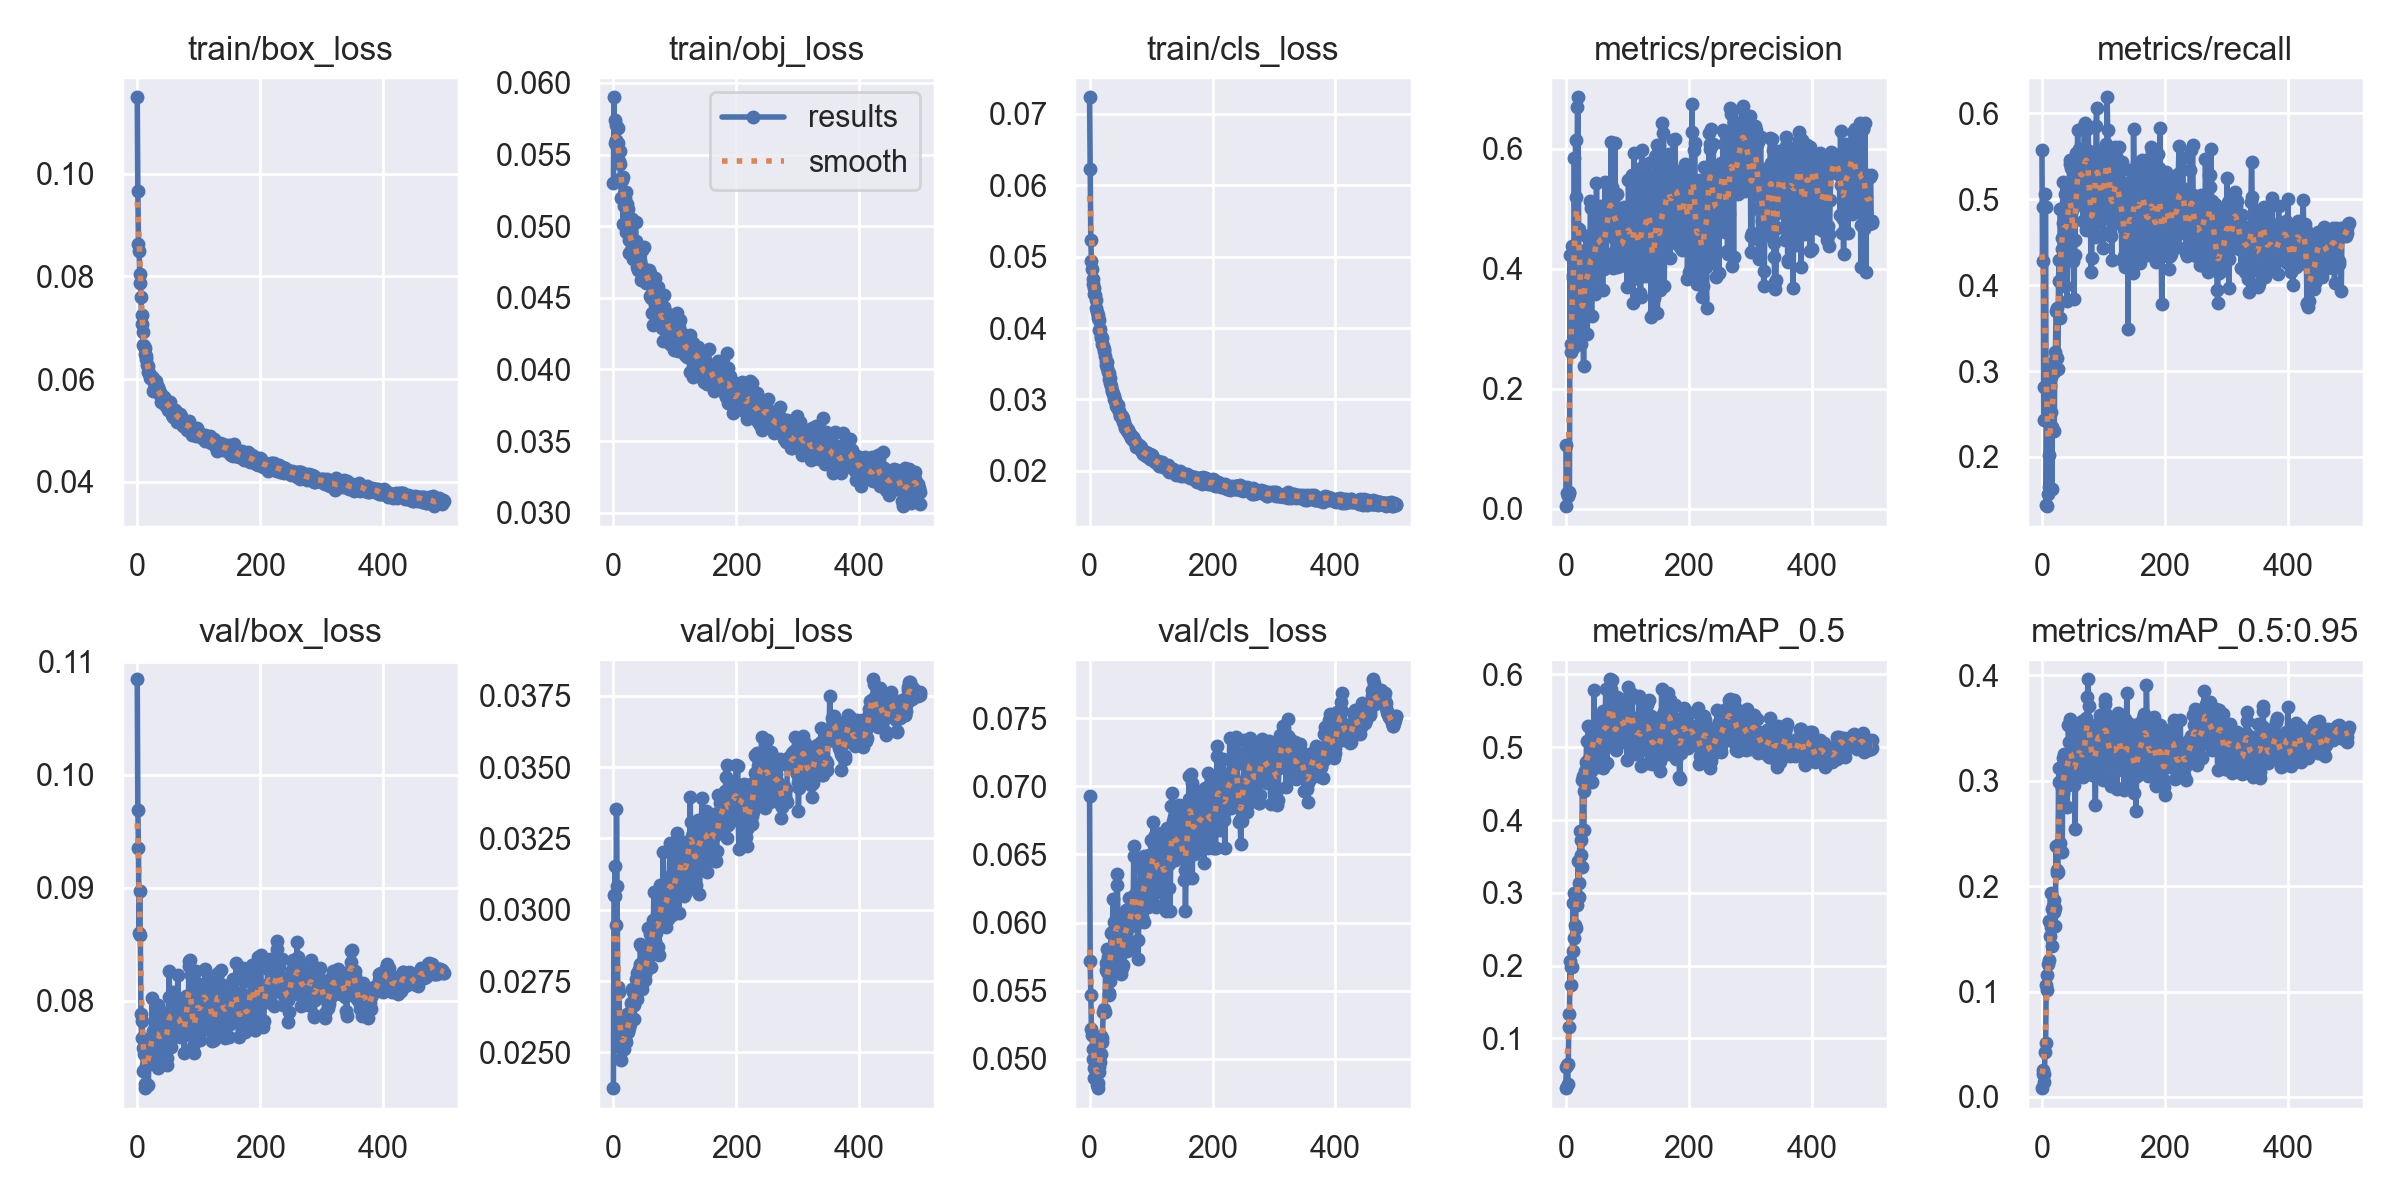 train/box_loss
0.10
0.08
0.06
0.04
0 200 400
train/obj_loss
0.060
0.055
0.050
0.045
0.040
0.035
0.030
0 200 400
results
smooth
train/cls_loss
0.07
0.06
0.05
0.04
0.03
0.02
0 200 400
metrics/precision
0.6
0.4
0.2
0.0
0 200 400
metrics/recall
0.6
0.5
0.4
0.3
0.2
0 200 400
val/box_loss
0.11
0.10
0.09
0.08
0 200 400
val/obj_loss
0.0375
0.0350
0.0325
0.0300
0.0275
0.0250
0 200 400
val/cls_loss
0.075
0.070
0.065
0.060
0.055
0.050
0 200 400
metrics/mAP_0.5
0.6
0.5
0.4
0.3
0.2
0.1
0 200 400
metrics/mAP_0.5:0.95
0.4
0.3
0.2
0.1
0.0
0 200 400